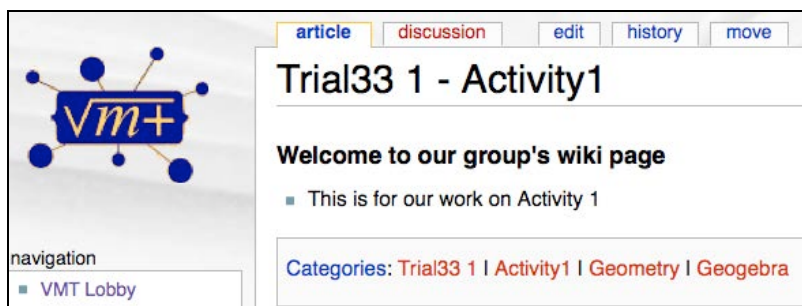 article discussion edit history move
√m+
Trial33 1 - Activity1
Welcome to our group's wiki page
This is for our work on Activity 1
Categories: Trial33 1 | Activity1 | Geometry | Geogebra
navigation
VMT Lobby